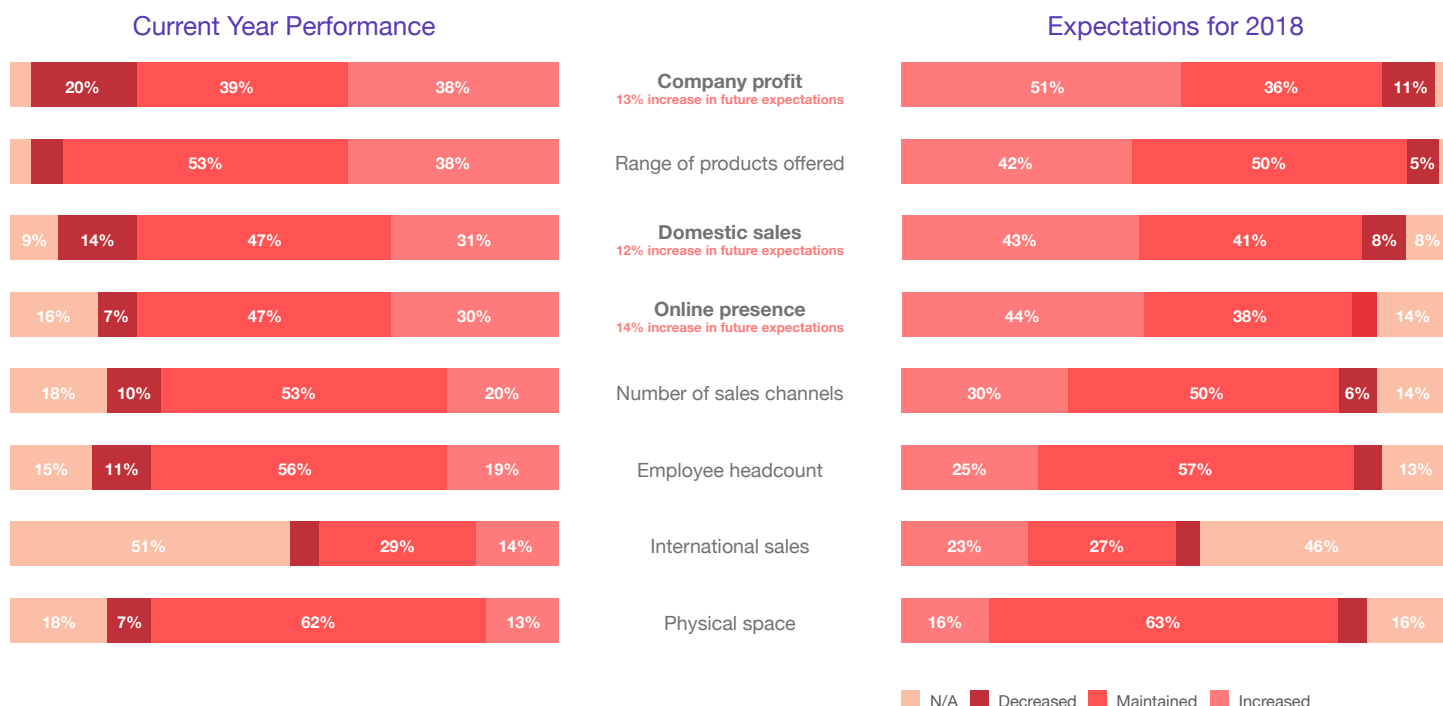 Current Year Performance
Expectations for 2018
20% 39% 38%
Company profit
13% increase in future expectations
51% 36% 11%
53% 38%
Range of products offered
42% 50% 5%
9% 14% 47% 31%
Domestic sales
12% increase in future expectations
43% 41% 8% 8%
16% 7% 47% 30%
Online presence
14% increase in future expectations
44% 38% 14%
18% 10% 53% 20%
Number of sales channels
30% 50% 6% 14%
15% 11% 56% 19%
Employee headcount
25% 57% 13%
51% 29% 14%
International sales
23% 27% 46%
18% 7% 62% 13%
Physical space
16% 63% 16%
N/A Decreased Maintained Increased